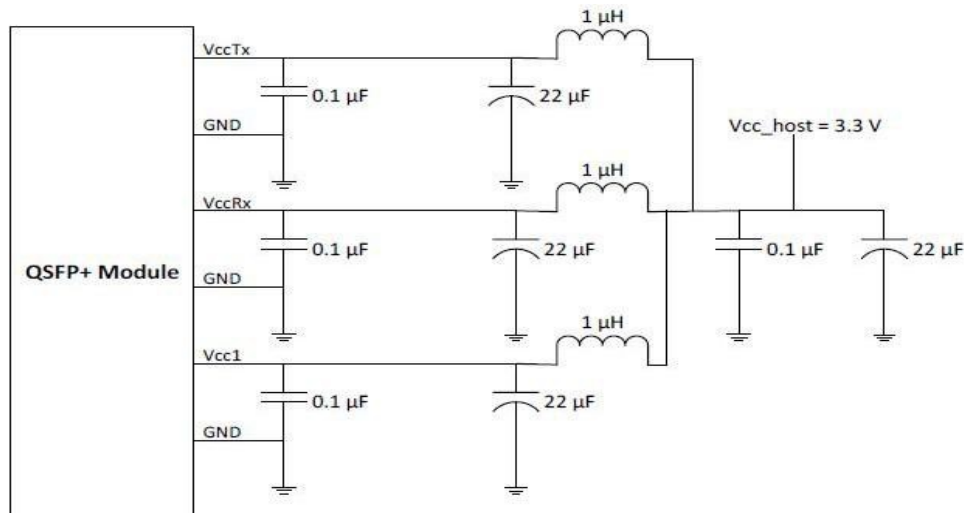 1 µH
VccTx
0.1 µF
22 µF
GND
Vcc_host = 3.3 V
1 µH
VccRx
0.1 µF
22 µF
0.1 µF
22 µF
QSFP+ Module
GND
1 µH
Vcc1
0.1 µF
22 µF
GND